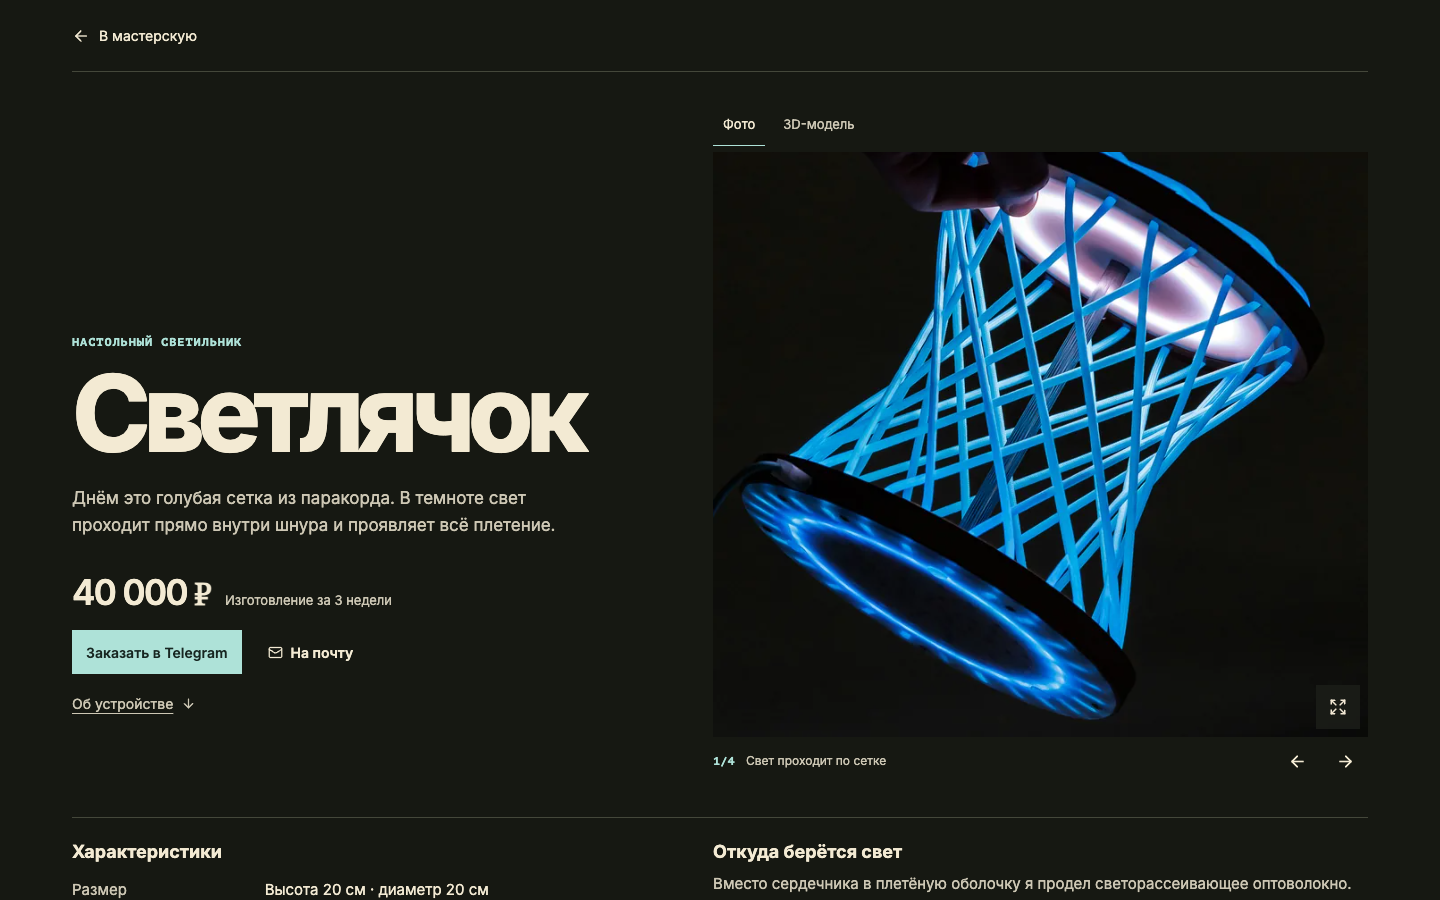 В мастерскую
Фото
3D-модель
НАСТОЛЬНЫЙ СВЕТИЛЬНИК
Светлячок
Днём это голубая сетка из паракорда. В темноте свет
проходит прямо внутри шнура и проявляет всё плетение.
40 000 ₽ Изготовление за 3 недели
Заказать в Telegram
На почту
Об устройстве
1/4 Свет проходит по сетке
Характеристики
Размер
Высота 20 см · диаметр 20 см
Откуда берётся свет
Вместо сердечника в плетёную оболочку я продел светорассеивающее оптоволокно.